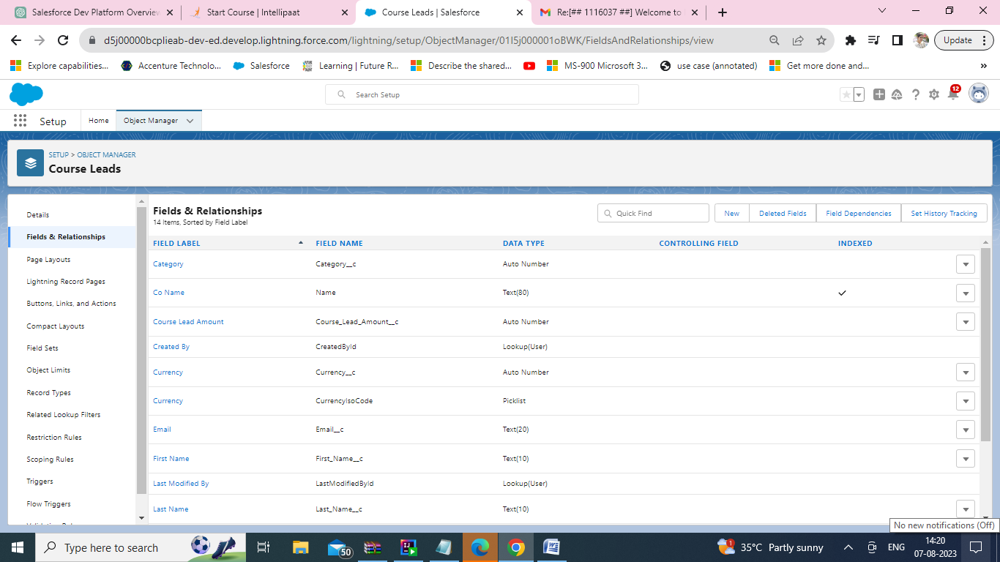 Salesforce Dev Platform Overview
Start Course | Intellipaat
Course Leads | Salesforce
Re:[## 1116037 ##] Welcome to
d5j00000bcplieab-dev-ed.develop.lightning.force.com/lightning/setup/ObjectManager/01I5j000001oBWK/FieldsAndRelationships/view
Update
Explore capabilities...
Accenture Technolo...
Salesforce
Learning | Future R...
Describe the shared...
MS-900 Microsoft 3...
use case (annotated)
Get more done and...
»
Search Setup
12
Setup
Home
Object Manager
SETUP > OBJECT MANAGER
Course Leads
Details
Fields & Relationships
Page Layouts
Lightning Record Pages
Buttons, Links, and Actions
Compact Layouts
Field Sets
Object Limits
Record Types
Related Lookup Filters
Restriction Rules
Scoping Rules
Triggers
Flow Triggers
Fields & Relationships
14 Items, Sorted by Field Label
Quick Find
New
Deleted Fields
Field Dependencies
Set History Tracking
FIELD LABEL FIELD NAME DATA TYPE CONTROLLING FIELD INDEXED
Category Category__c Auto Number
Co Name Name Text(80)
Course Lead Amount Course_Lead_Amount__c Auto Number
Created By CreatedById Lookup(User)
Currency Currency__c Auto Number
Currency CurrencyIsoCode Picklist
Email Email__c Text(20)
First Name First_Name__c Text(10)
Last Modified By LastModifiedById Lookup(User)
Last Name Last_Name__c Text(10)
No new notifications (Off)
Type here to search
50
1
35°C Partly sunny
ENG
14:20
07-08-2023